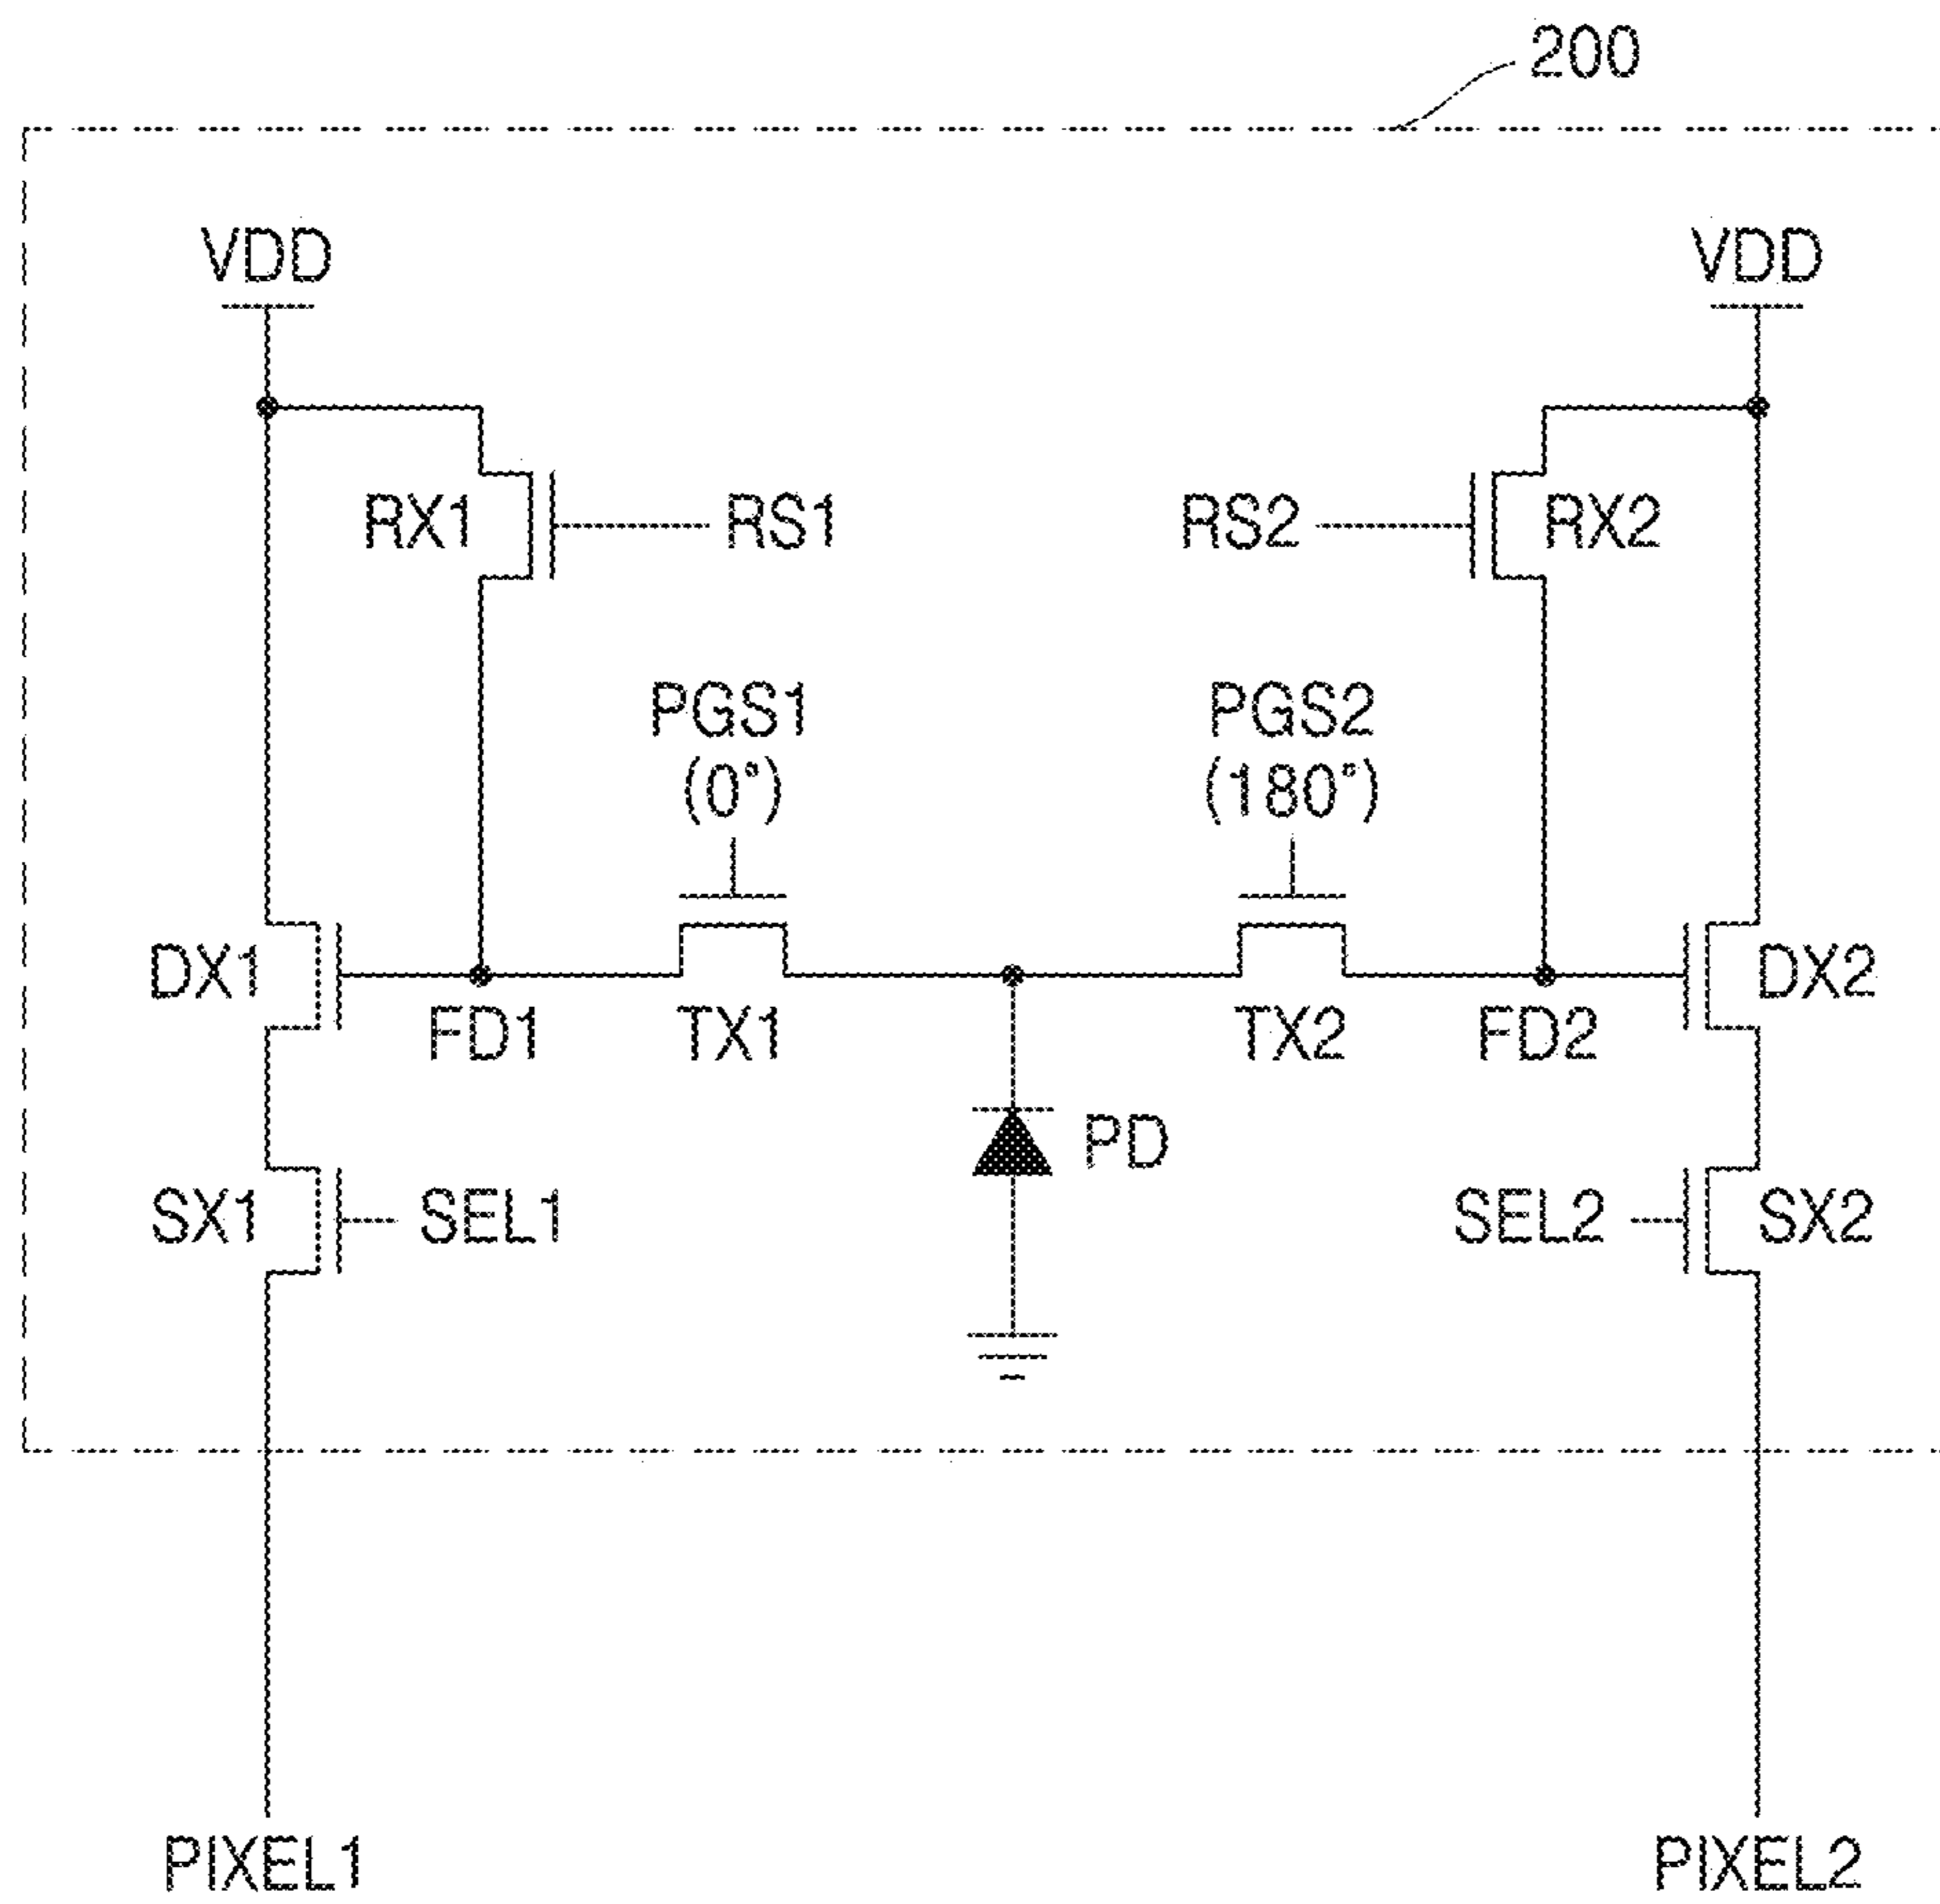 200
VDD
VDD
RX1
RS1
RS2
RX2
PGS1
(0°)
PGS2
(180°)
DX1
FD1
TX1
TX2
FD2
DX2
PD
SX1
SEL1
SEL2
SX2
PIXEL1
PIXEL2